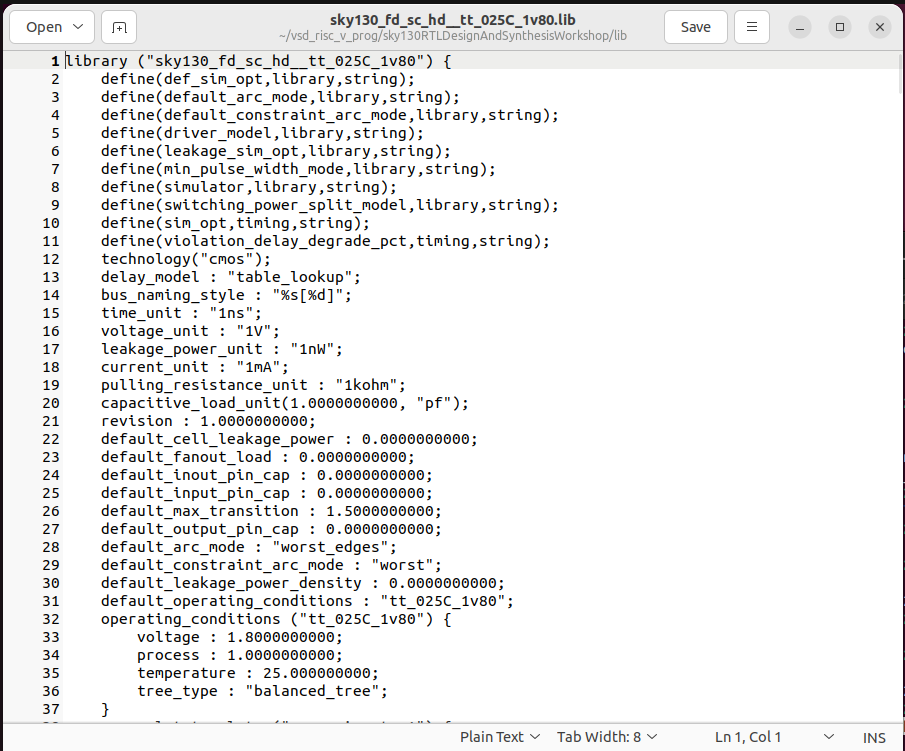 Open
sky130_fd_sc_hd__tt_025C_1v80.lib
~/vsd_risc_v_prog/sky130RTLDesignAndSynthesisWorkshop/lib
Save
1 library ("sky130_fd_sc_hd__tt_025C_1v80") {
2     define(def_sim_opt,library,string);
3     define(default_arc_mode,library,string);
4     define(default_constraint_arc_mode,library,string);
5     define(driver_model,library,string);
6     define(leakage_sim_opt,library,string);
7     define(min_pulse_width_mode,library,string);
8     define(simulator,library,string);
9     define(switching_power_split_model,library,string);
10     define(sim_opt,timing,string);
11     define(violation_delay_degrade_pct,timing,string);
12     technology("cmos");
13     delay_model : "table_lookup";
14     bus_naming_style : "%s[%d]";
15     time_unit : "1ns";
16     voltage_unit : "1V";
17     leakage_power_unit : "1nW";
18     current_unit : "1mA";
19     pulling_resistance_unit : "1kohm";
20     capacitive_load_unit(1.0000000000, "pf");
21     revision : 1.0000000000;
22     default_cell_leakage_power : 0.0000000000;
23     default_fanout_load : 0.0000000000;
24     default_inout_pin_cap : 0.0000000000;
25     default_input_pin_cap : 0.0000000000;
26     default_max_transition : 1.5000000000;
27     default_output_pin_cap : 0.0000000000;
28     default_arc_mode : "worst_edges";
29     default_constraint_arc_mode : "worst";
30     default_leakage_power_density : 0.0000000000;
31     default_operating_conditions : "tt_025C_1v80";
32     operating_conditions ("tt_025C_1v80") {
33         voltage : 1.8000000000;
34         process : 1.0000000000;
35         temperature : 25.000000000;
36         tree_type : "balanced_tree";
37     }
Plain Text Tab Width: 8 Ln 1, Col 1 INS